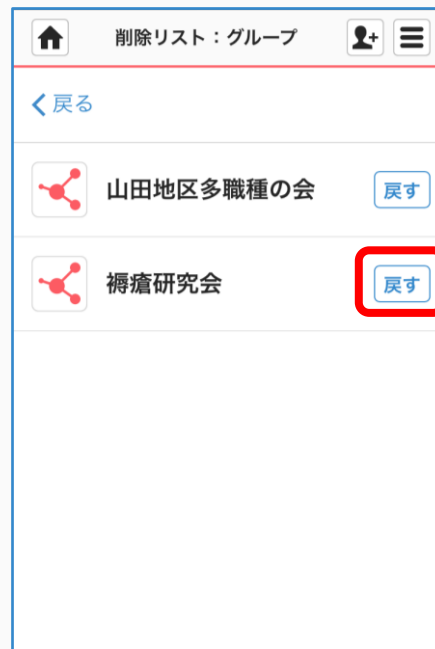 削除リスト：グループ
戻る
山田地区多職種の会
戻す
褥瘡研究会
戻す